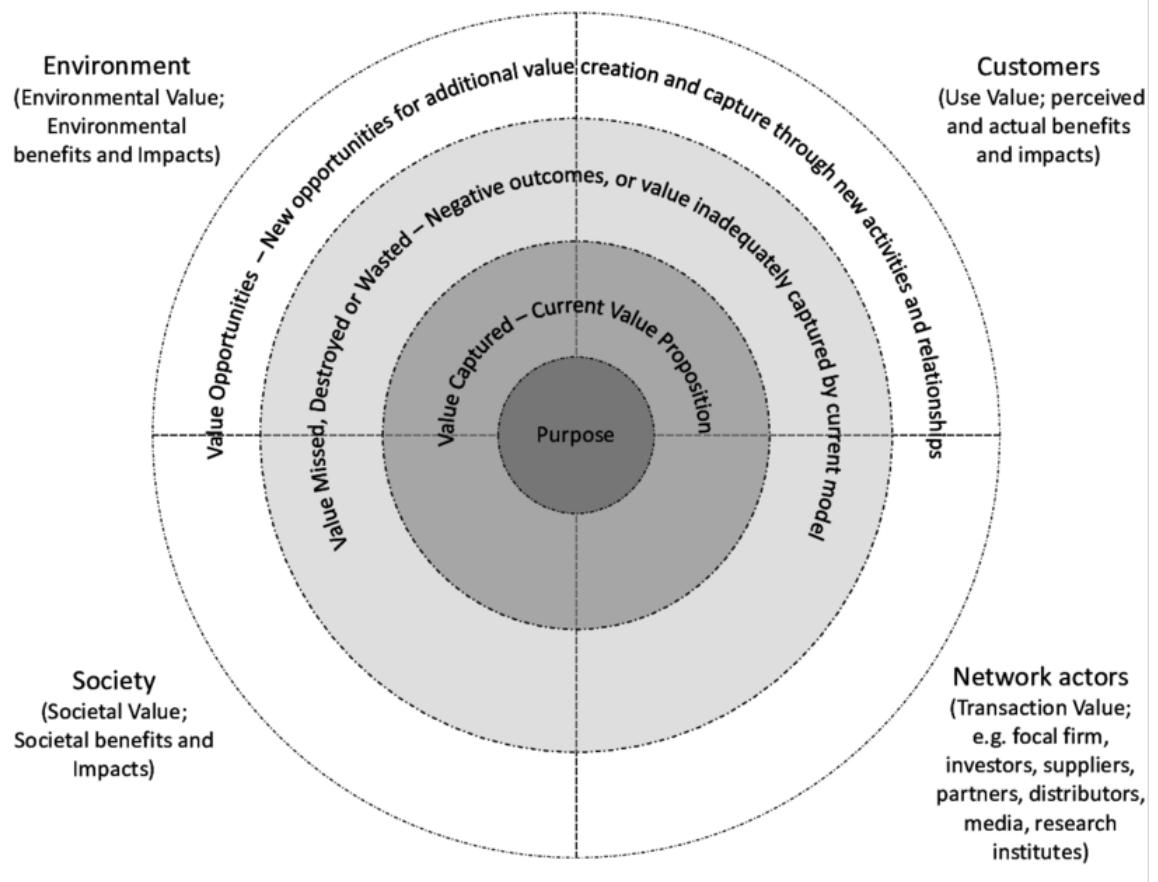 Environment
(Environmental Value;
Environmental
benefits and Impacts)
Customers
(Use Value; perceived
and actual benefits
and impacts)
Value Opportunities – New opportunities for additional value creation and capture through new activities and relationships
Value Missed, Destroyed or Wasted – Negative outcomes, or value inadequately captured by current model
Value Captured – Current Value Proposition
Purpose
Society
(Societal Value;
Societal benefits and
Impacts)
Network actors
(Transaction Value;
e.g. focal firm,
investors, suppliers,
partners, distributors,
media, research
institutes)